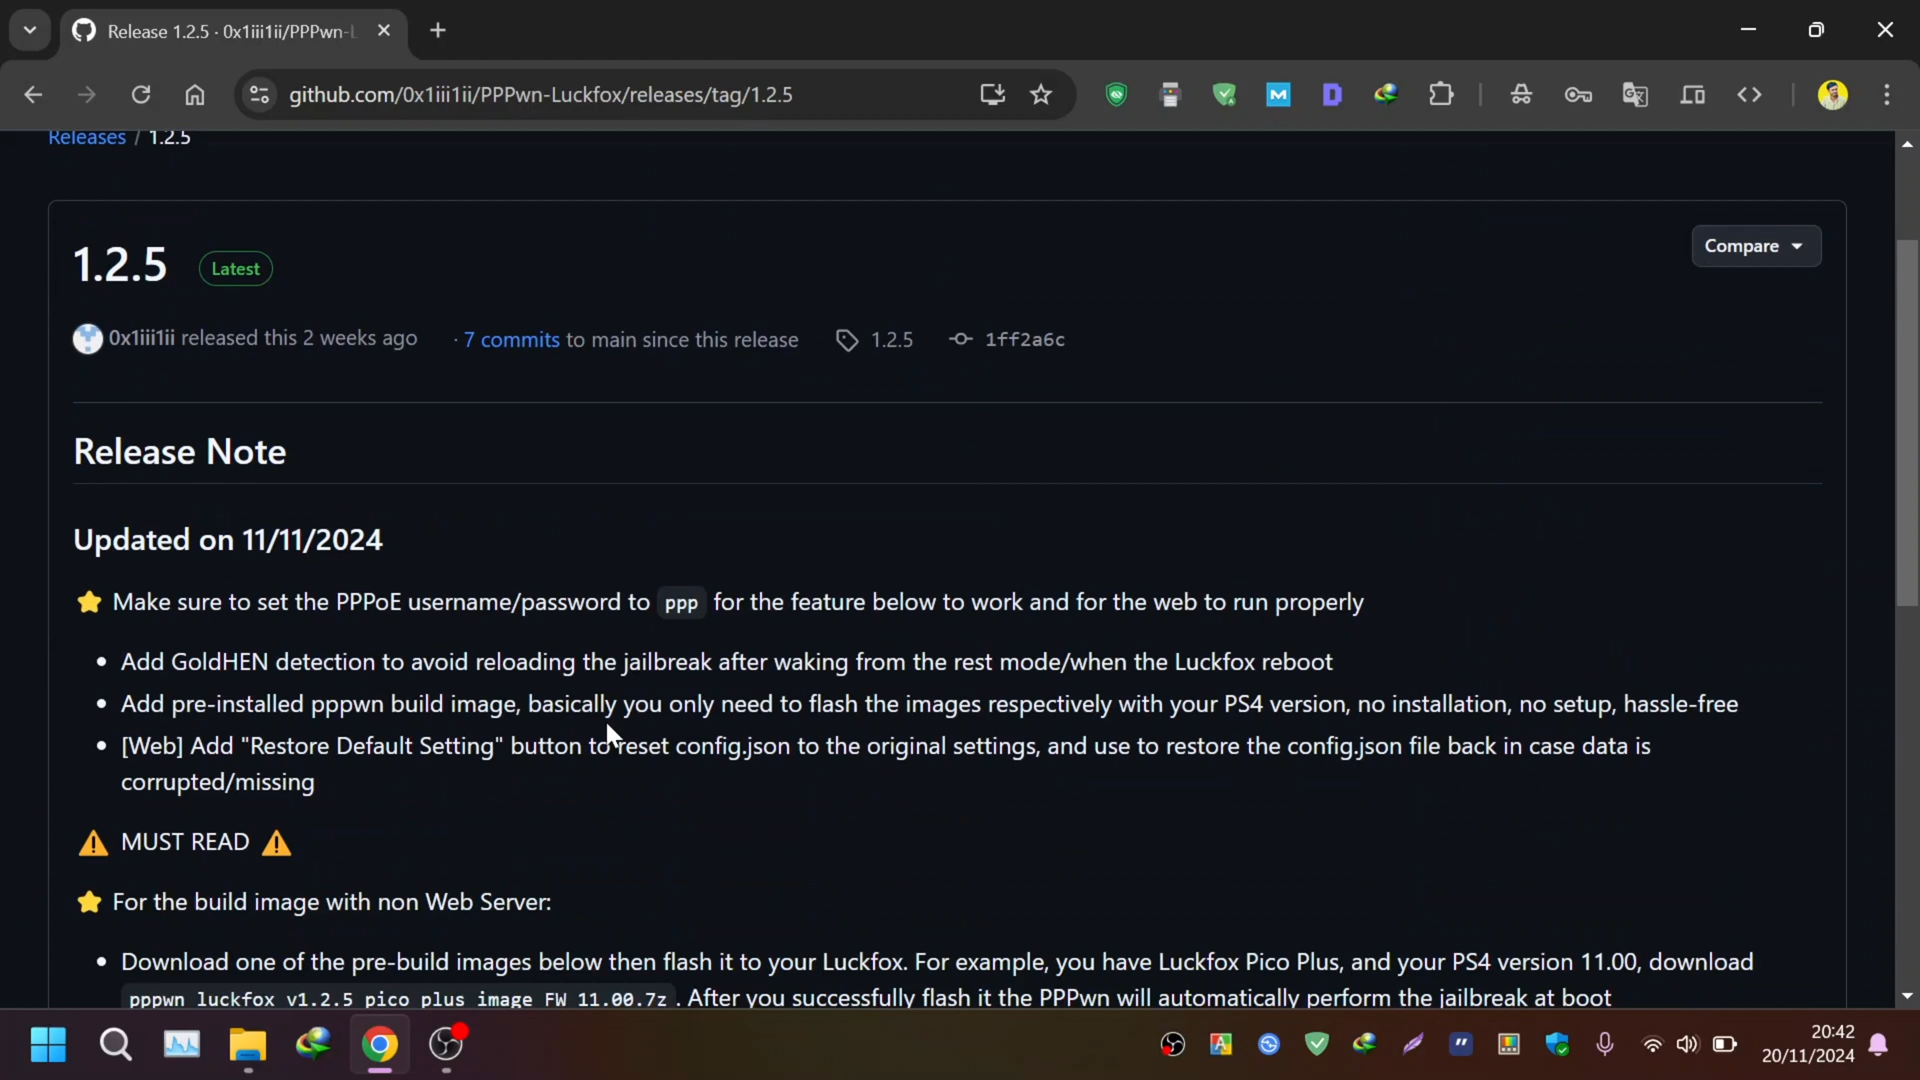 Release 1.2.5 · 0x1iii1ii/PPPwn-L
github.com/0x1iii1ii/PPPwn-Luckfox/releases/tag/1.2.5
Releases / 1.2.5
1.2.5 Latest
Compare
0x1iii1ii released this 2 weeks ago · 7 commits to main since this release 1.2.5 1ff2a6c
Release Note
Updated on 11/11/2024
⭐ Make sure to set the PPPoE username/password to ppp for the feature below to work and for the web to run properly
• Add GoldHEN detection to avoid reloading the jailbreak after waking from the rest mode/when the Luckfox reboot
• Add pre-installed pppwn build image, basically you only need to flash the images respectively with your PS4 version, no installation, no setup, hassle-free
• [Web] Add "Restore Default Setting" button to reset config.json to the original settings, and use to restore the config.json file back in case data is
corrupted/missing
⚠️ MUST READ ⚠️
⭐ For the build image with non Web Server:
• Download one of the pre-build images below then flash it to your Luckfox. For example, you have Luckfox Pico Plus, and your PS4 version 11.00, download
pppwn_luckfox_v1.2.5_pico_plus_image_FW_11.00.7z . After you successfully flash it the PPPwn will automatically perform the jailbreak at boot
20:42
20/11/2024